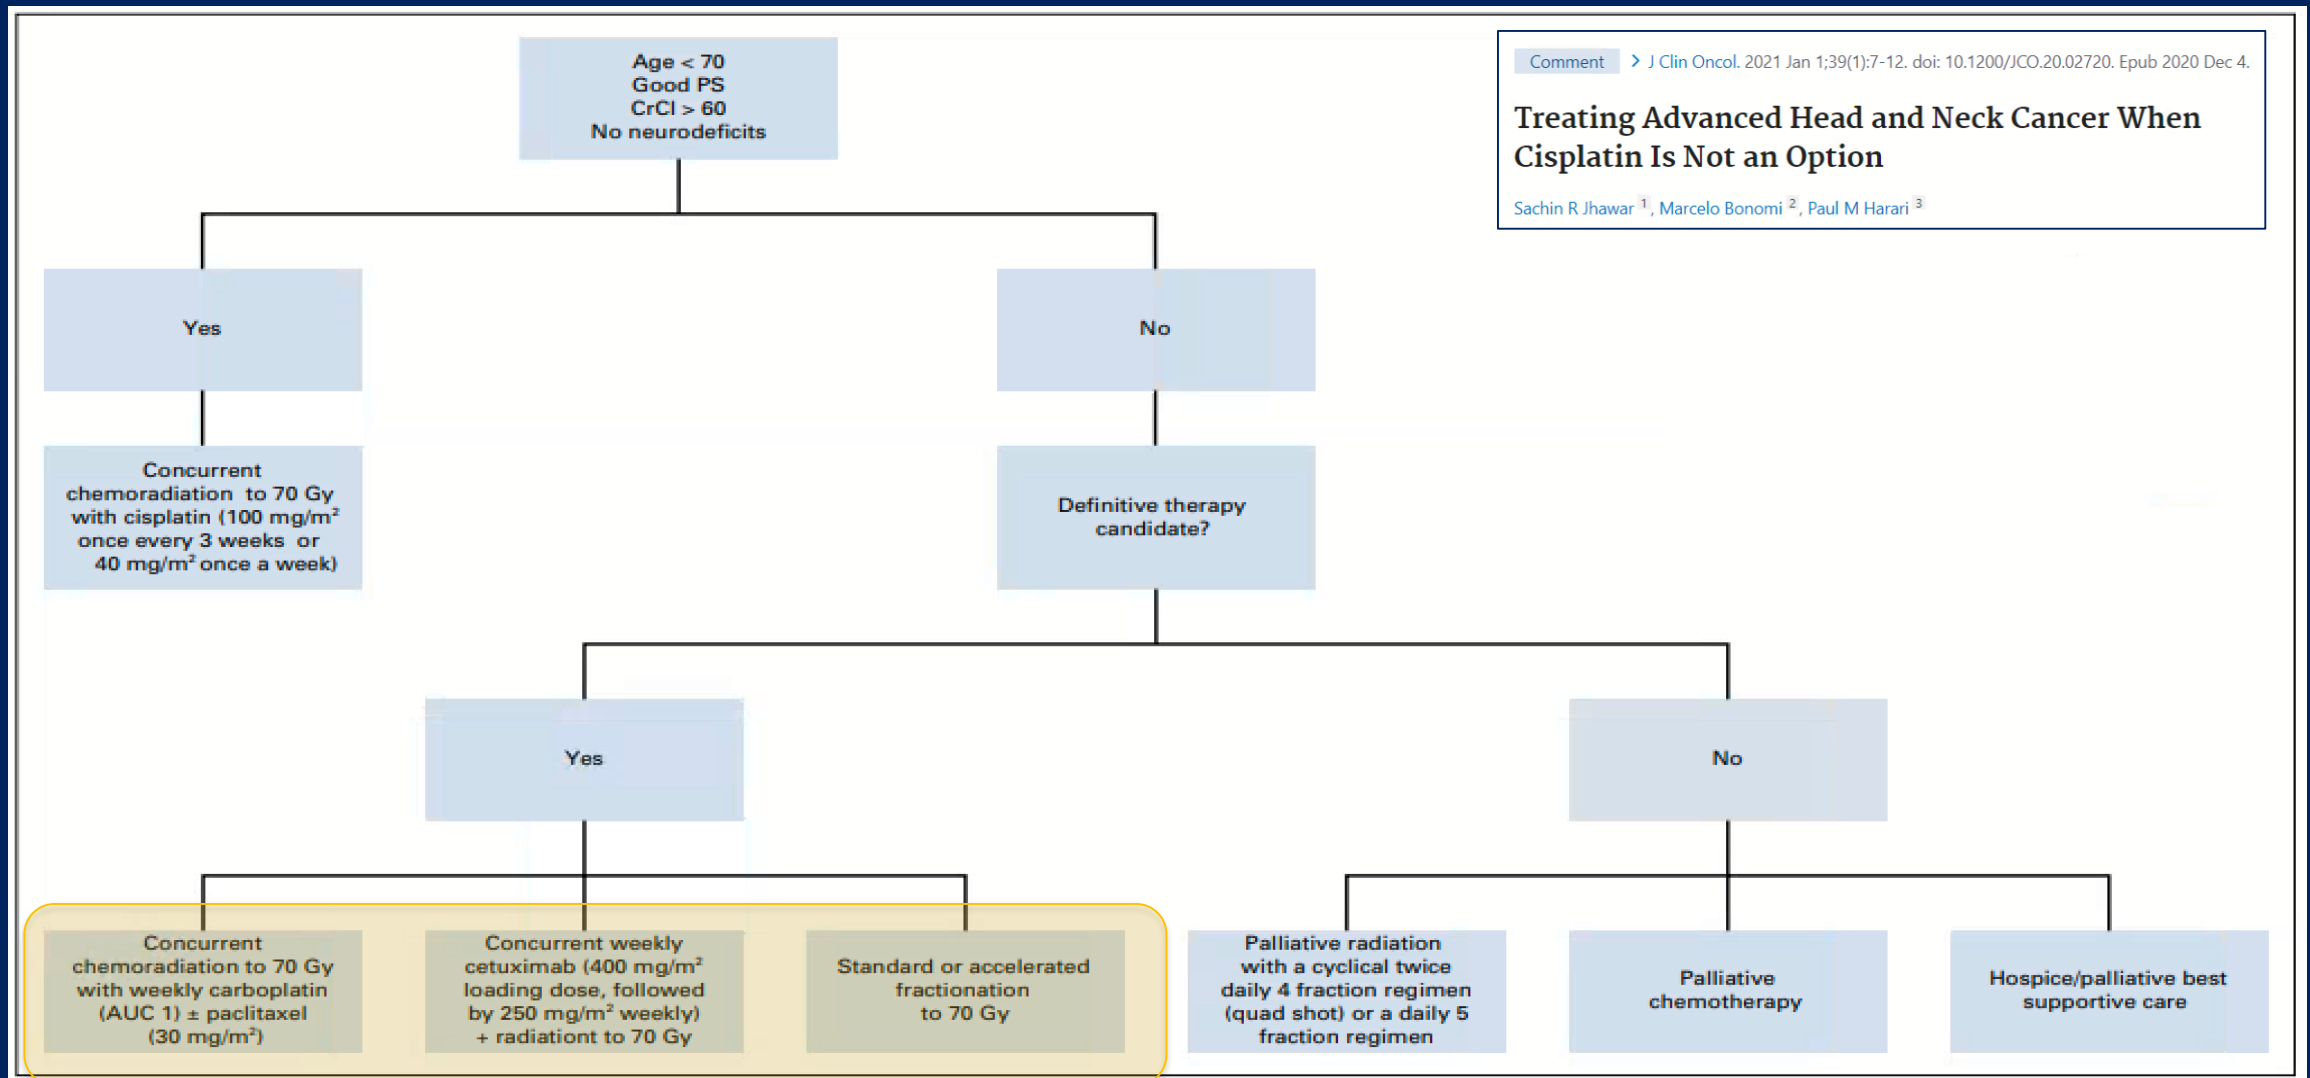 Age < 70
Good PS
CrCl > 60
No neurodeficits
Comment > J Clin Oncol. 2021 Jan 1;39(1):7-12. doi: 10.1200/JCO.20.02720. Epub 2020 Dec 4.
Treating Advanced Head and Neck Cancer When
Cisplatin Is Not an Option
Sachin R Jhawar 1, Marcelo Bonomi 2, Paul M Harari 3
Yes
No
Concurrent
chemoradiation to 70 Gy
with cisplatin (100 mg/m²
once every 3 weeks or
40 mg/m² once a week)
Definitive therapy
candidate?
Yes
No
Concurrent
chemoradiation to 70 Gy
with weekly carboplatin
(AUC 1) ± paclitaxel
(30 mg/m²)
Concurrent weekly
cetuximab (400 mg/m²
loading dose, followed
by 250 mg/m² weekly)
+ radiationt to 70 Gy
Standard or accelerated
fractionation
to 70 Gy
Palliative radiation
with a cyclical twice
daily 4 fraction regimen
(quad shot) or a daily 5
fraction regimen
Palliative
chemotherapy
Hospice/palliative best
supportive care